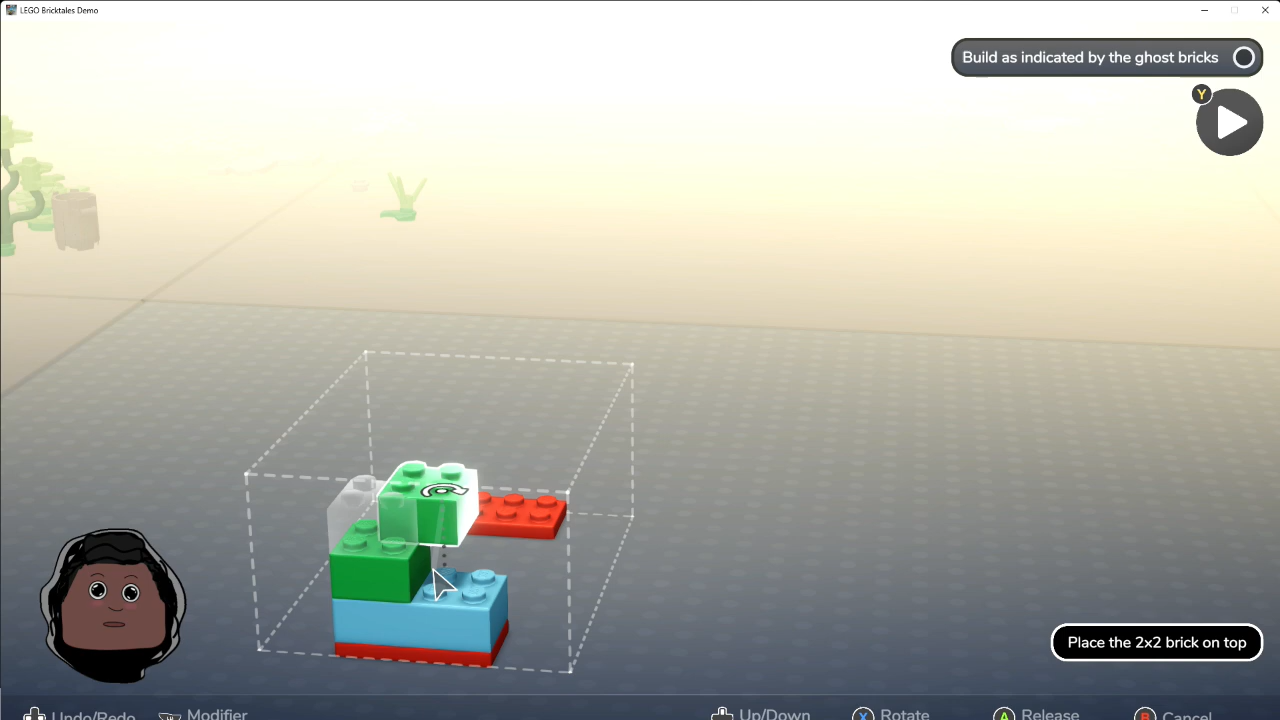 LEGO Bricktales Demo
Build as indicated by the ghost bricks
Y
Place the 2x2 brick on top
Undo/Redo
Modifier
Up/Down
X Rotate
A Release
B Cancel